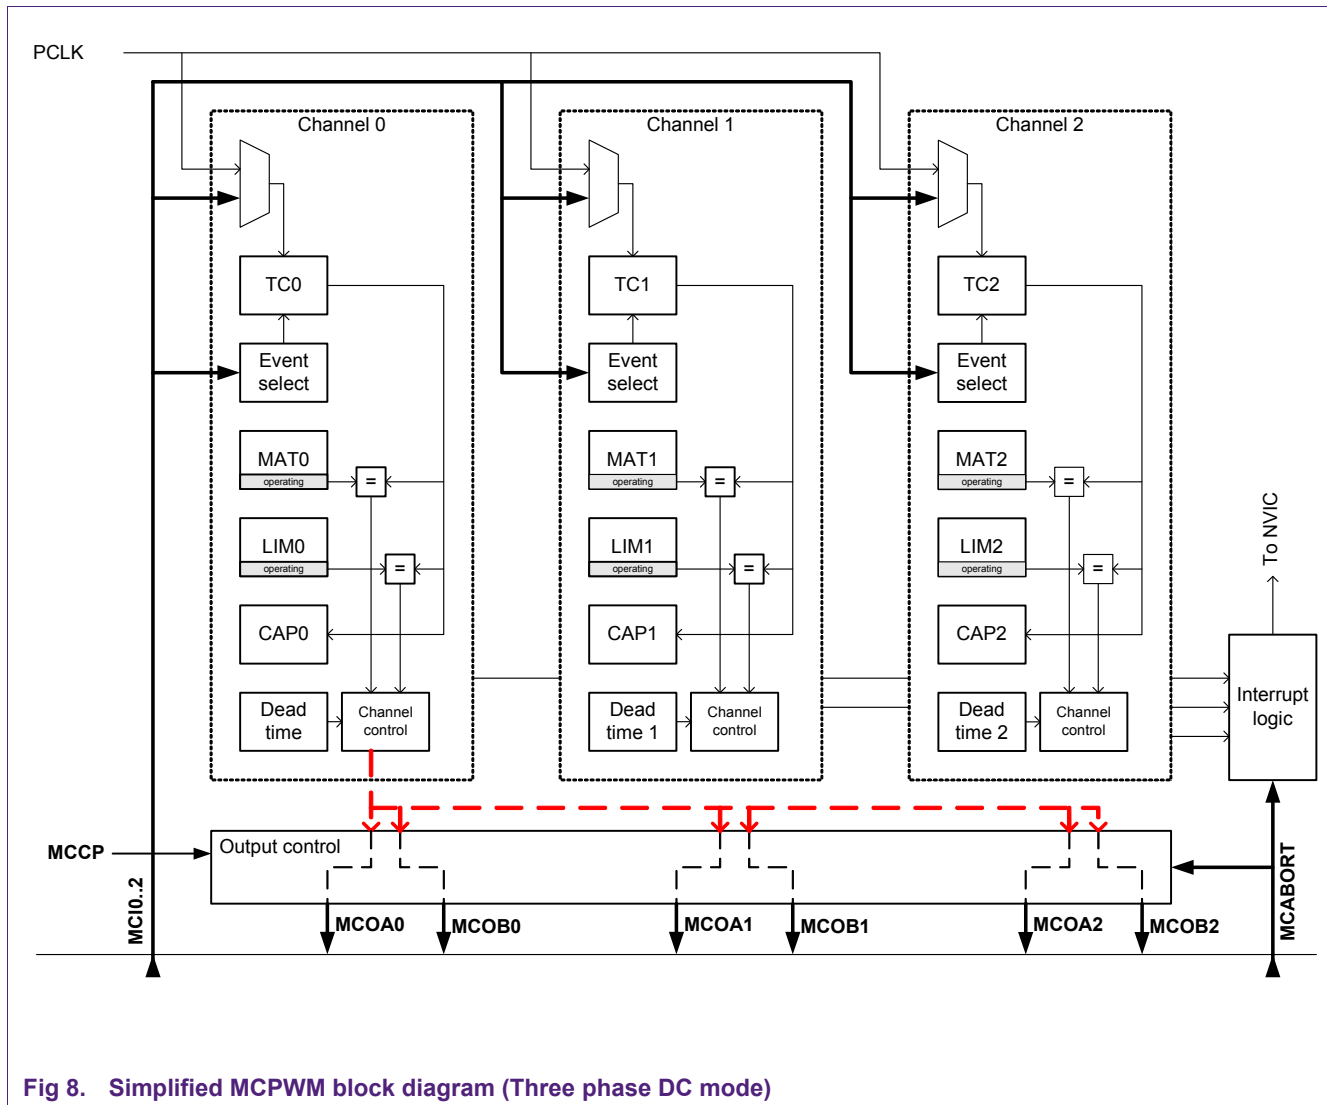 PCLK
Channel 0
Channel 1
Channel 2
TC0
TC1
TC2
Event
select
Event
select
Event
select
MAT0
operating
=
MAT1
operating
=
MAT2
operating
=
LIM0
operating
=
LIM1
operating
=
LIM2
operating
=
To NVIC
CAP0
CAP1
CAP2
Dead
time
Channel
control
Dead
time 1
Channel
control
Dead
time 2
Channel
control
Interrupt
logic
MCCP
Output control
MCI0..2
MCOA0
MCOB0
MCOA1
MCOB1
MCOA2
MCOB2
MCABORT
Fig 8. Simplified MCPWM block diagram (Three phase DC mode)